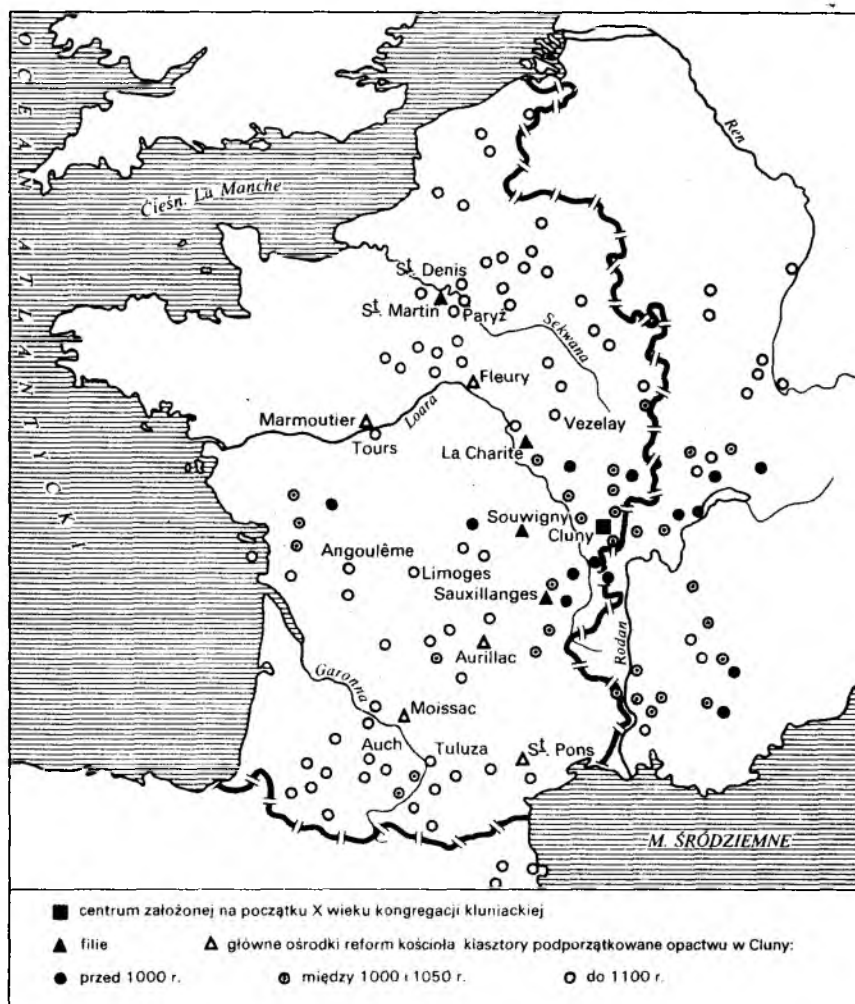 OCEAN ATLANTYCKI
Cieśn. La Manche
Ren
St. Denis
St. Martin
Paryż
Sekwana
Fleury
Marmoutier
Loara
Vezelay
Tours
La Charite
Souwigny
Cluny
Angoulême
Limoges
Sauxillanges
Aurillac
Rodan
Garonna
Moissac
Auch
Tuluza
St. Pons
M. ŚRÓDZIEMNE
centrum założonej na początku X wieku kongregacji kluniackiej
filie
główne ośrodki reform kościoła klasztory podporządkowane opactwu w Cluny:
przed 1000 r.
między 1000 i 1050 r.
do 1100 r.